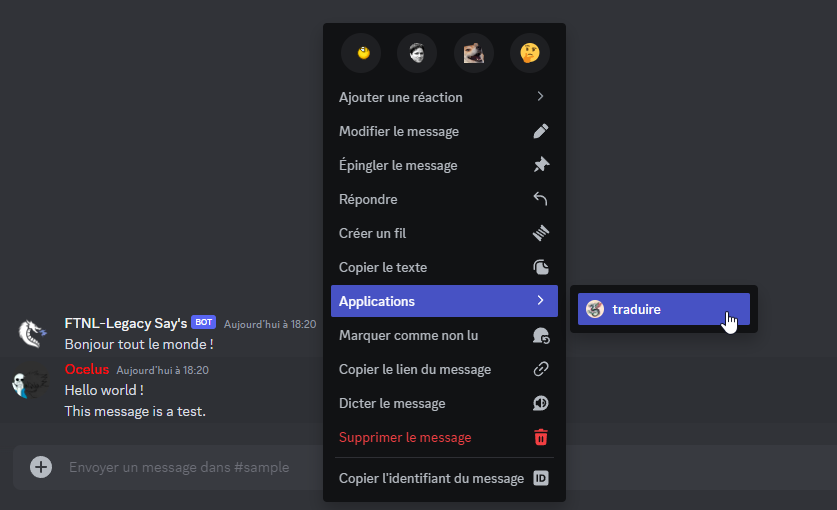 Ajouter une réaction
Modifier le message
Épingler le message
Répondre
Créer un fil
Copier le texte
Applications
traduire
Marquer comme non lu
Copier le lien du message
Dicter le message
Supprimer le message
Copier l'identifiant du message
ID
FTNL-Legacy Say's BOT Aujourd'hui à 18:20
Bonjour tout le monde !
Ocelus Aujourd'hui à 18:20
Hello world !
This message is a test.
Envoyer un message dans #sample